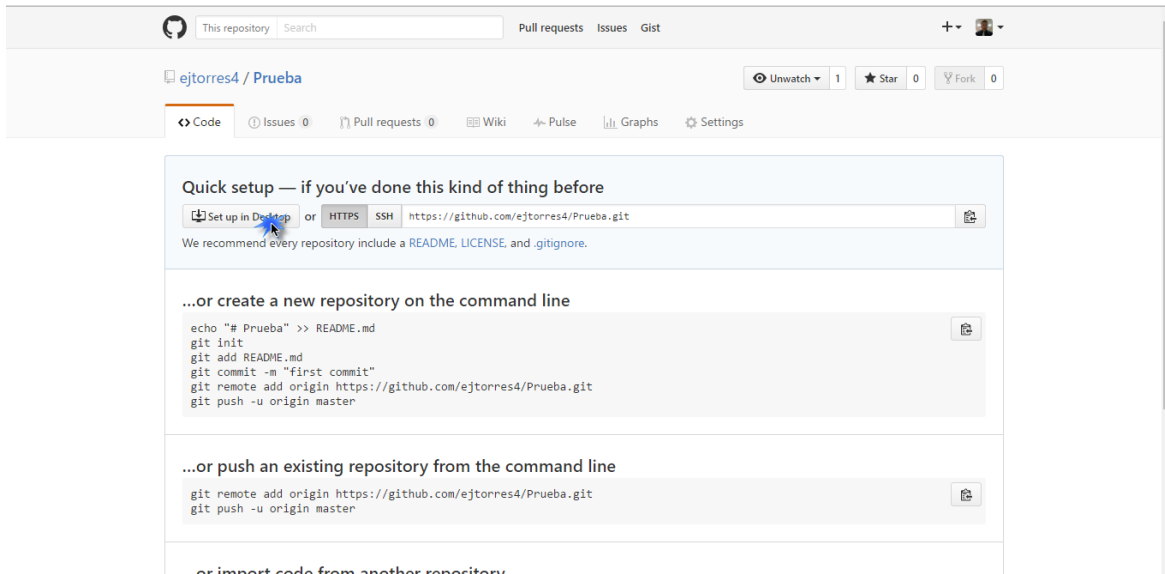 This repository Search Pull requests Issues Gist
ejtorres4 / Prueba Unwatch 1 Star 0 Fork 0
Code Issues 0 Pull requests 0 Wiki Pulse Graphs Settings
Quick setup — if you've done this kind of thing before
Set up in Desktop or HTTPS SSH https://github.com/ejtorres4/Prueba.git
We recommend every repository include a README, LICENSE, and .gitignore.
…or create a new repository on the command line
echo "# Prueba" >> README.md
git init
git add README.md
git commit -m "first commit"
git remote add origin https://github.com/ejtorres4/Prueba.git
git push -u origin master
…or push an existing repository from the command line
git remote add origin https://github.com/ejtorres4/Prueba.git
git push -u origin master
…or import code from another repository